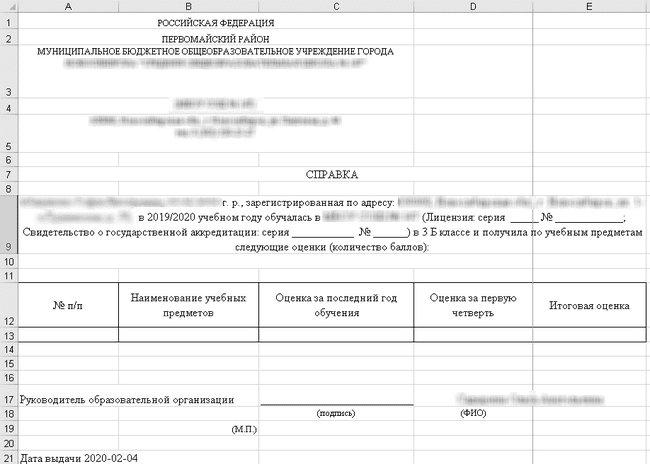 A B C D E
1 РОССИЙСКАЯ ФЕДЕРАЦИЯ
2 ПЕРВОМАЙСКИЙ РАЙОН
МУНИЦИПАЛЬНОЕ БЮДЖЕТНОЕ ОБЩЕОБРАЗОВАТЕЛЬНОЕ УЧРЕЖДЕНИЕ ГОРОДА
3
4
5
6
7 СПРАВКА
8
г. р., зарегистрированная по адресу:
в 2019/2020 учебном году обучалась в (Лицензия: серия _____ № ____________;
Свидетельство о государственной аккредитации: серия ___________ № ______) в 3 Б классе и получила по учебным предметам
9 следующие оценки (количество баллов):
10
11
№ п/п Наименование учебных Оценка за последний год Оценка за первую Итоговая оценка
12 предметов обучения четверть
13
14
15
16
17 Руководитель образовательной организации
18 (подпись) (ФИО)
19 (М.П.)
20
21 Дата выдачи 2020-02-04